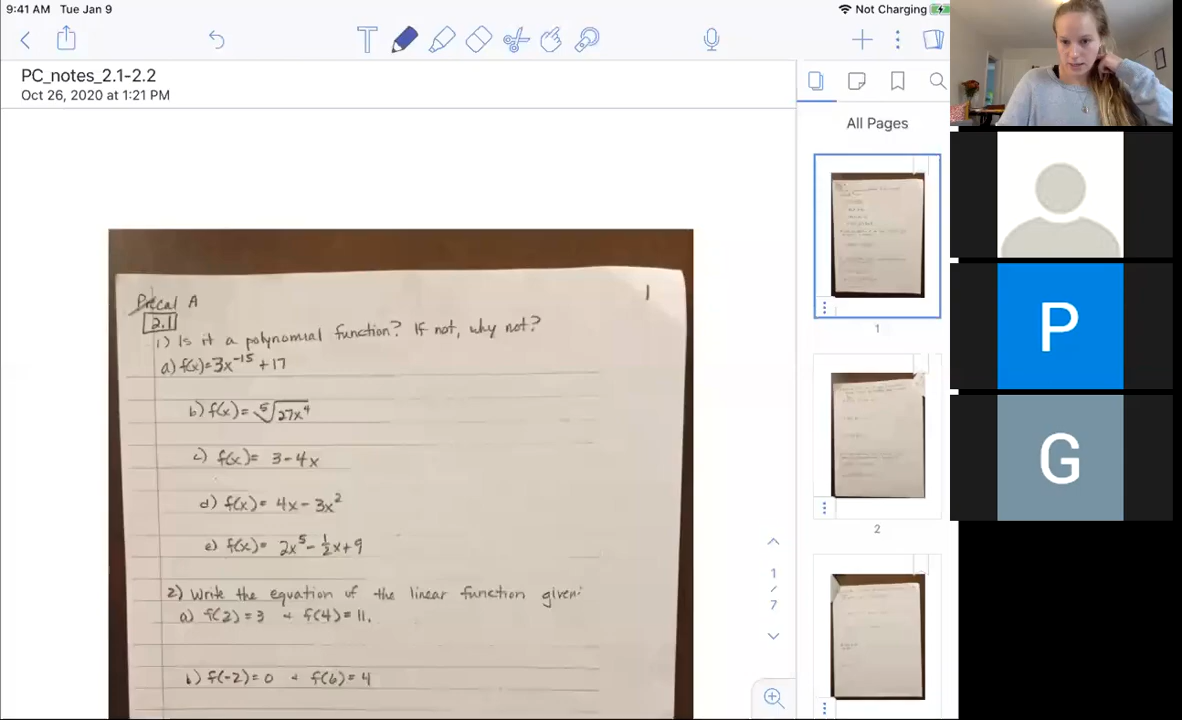 9:41 AM Tue Jan 9
Not Charging
PC_notes_2.1-2.2
Oct 26, 2020 at 1:21 PM
All Pages
1
2
1
/
7
P
G
Precal A
1
2.1
1) Is it a polynomial function? If not, why not?
a) f(x)=3x⁻¹⁵+17
b) f(x)= ⁵√27x⁴
c) f(x)= 3-4x
d) f(x)= 4x-3x²
e) f(x)= 2x⁵-½x+9
2) Write the equation of the linear function given:
a) f(2)=3 + f(4)=11.
b) f(-2)=0 + f(6)=4